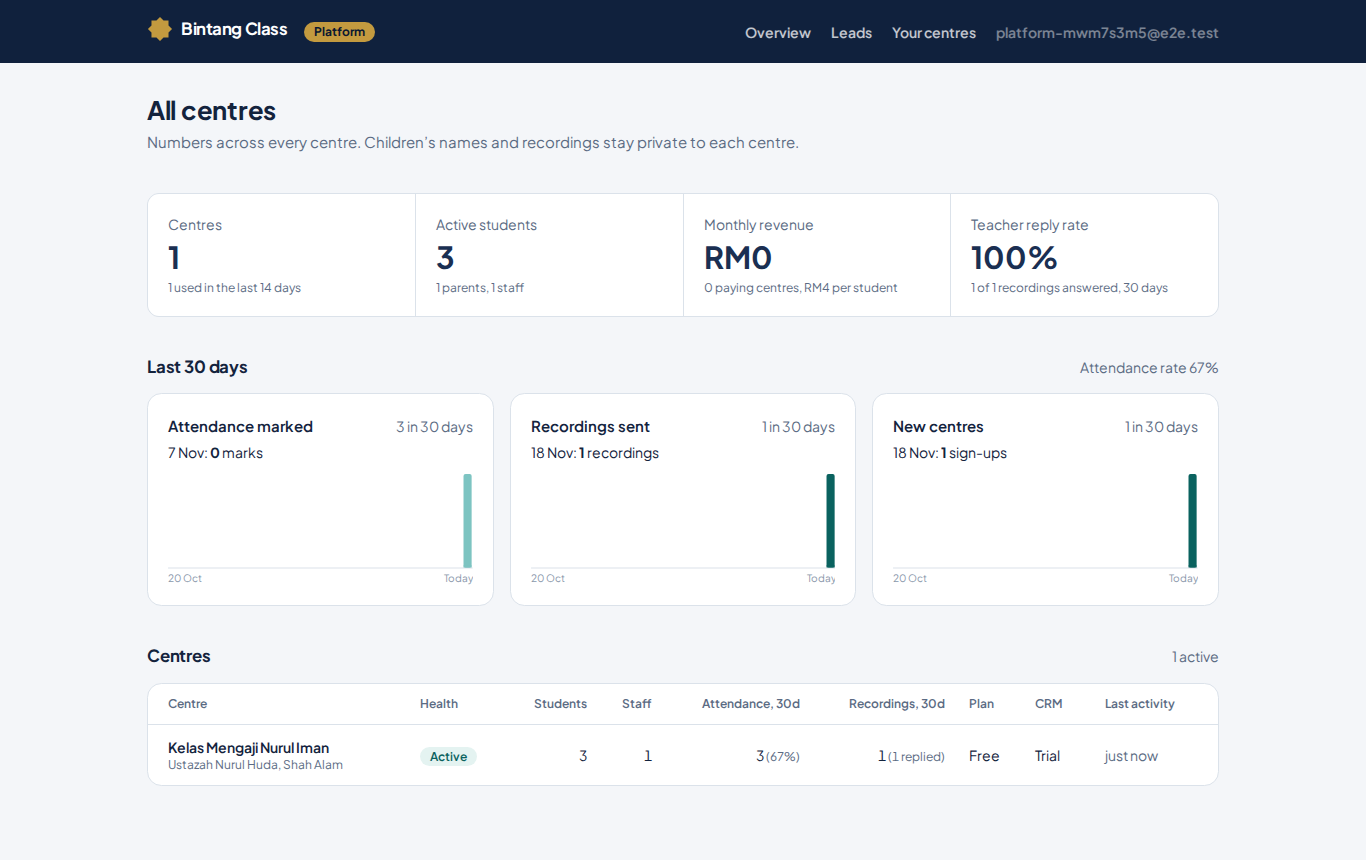 Bintang Class Platform Overview Leads Your centres platform-mwm7s3m5@e2e.test
All centres
Numbers across every centre. Children's names and recordings stay private to each centre.
Centres Active students Monthly revenue Teacher reply rate
1 3 RM0 100%
1 used in the last 14 days 1 parents, 1 staff 0 paying centres, RM4 per student 1 of 1 recordings answered, 30 days
Last 30 days Attendance rate 67%
Attendance marked 3 in 30 days Recordings sent 1 in 30 days New centres 1 in 30 days
7 Nov: 0 marks 18 Nov: 1 recordings 18 Nov: 1 sign-ups
20 Oct Today 20 Oct Today 20 Oct Today
Centres 1 active
Centre Health Students Staff Attendance, 30d Recordings, 30d Plan CRM Last activity
Kelas Mengaji Nurul Iman Active 3 1 3 (67%) 1 (1 replied) Free Trial just now
Ustazah Nurul Huda, Shah Alam